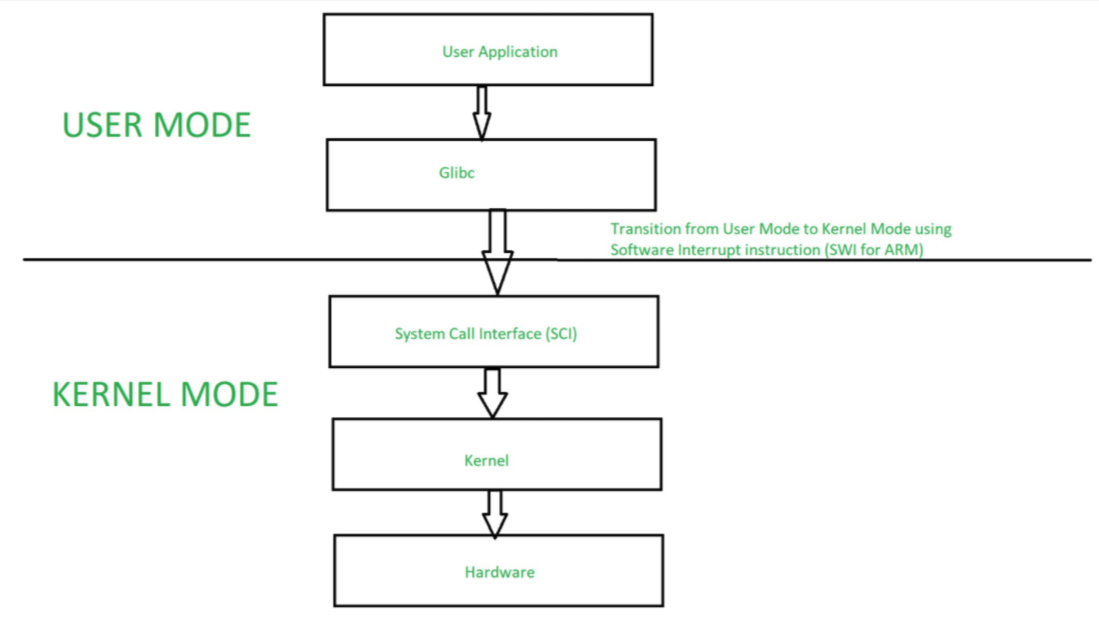 User Application
USER MODE
Glibc
Transition from User Mode to Kernel Mode using
Software Interrupt instruction (SWI for ARM)
System Call Interface (SCI)
KERNEL MODE
Kernel
Hardware